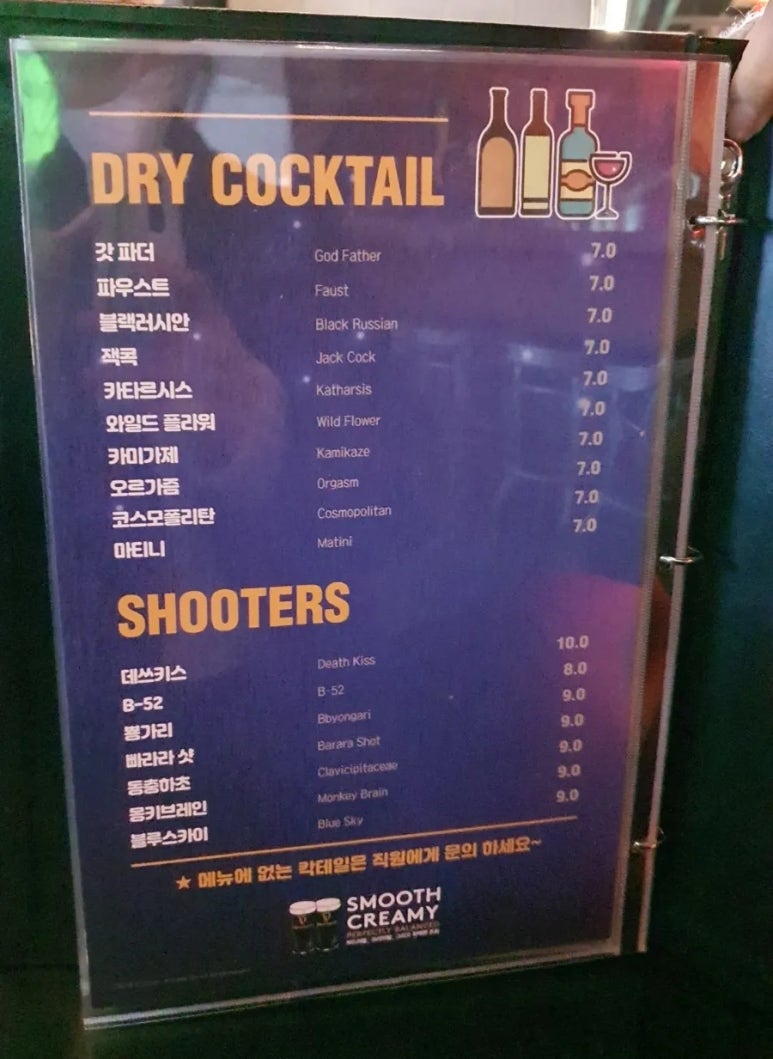 DRY COCKTAIL
갓 파더 God Father 7.0
파우스트 Faust 7.0
블랙러시안 Black Russian 7.0
잭콕 Jack Cock 7.0
카타르시스 Katharsis 7.0
와일드 플라워 Wild Flower 7.0
카미가제 Kamikaze 7.0
오르가즘 Orgasm 7.0
코스모폴리탄 Cosmopolitan 7.0
마티니 Matini 7.0
SHOOTERS
데쓰키스 Death Kiss 10.0
B-52 B-52 8.0
뿅가리 Bbyongari 9.0
빠라라 샷 Barara Shot 9.0
동충하초 Clavicipitaceae 9.0
몽키브레인 Monkey Brain 9.0
블루스카이 Blue Sky 9.0
★ 메뉴에 없는 칵테일은 직원에게 문의 하세요~
SMOOTH
CREAMY
PERFECTLY BALANCED